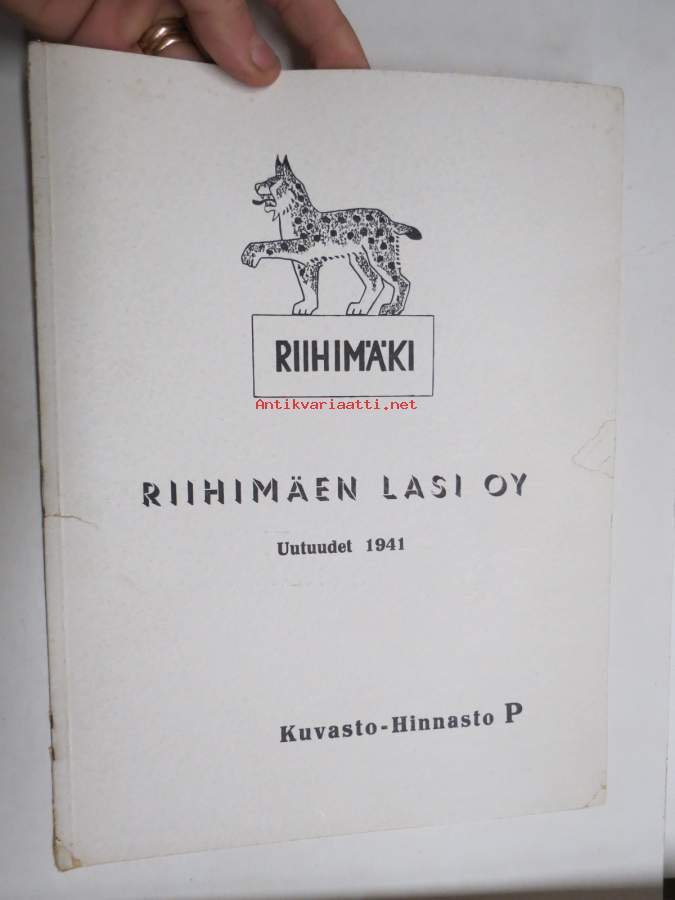 RIIHIMÄKI
Antikvariaatti.net
RIIHIMÄEN LASI OY
Uutuudet 1941
Kuvasto-Hinnasto P